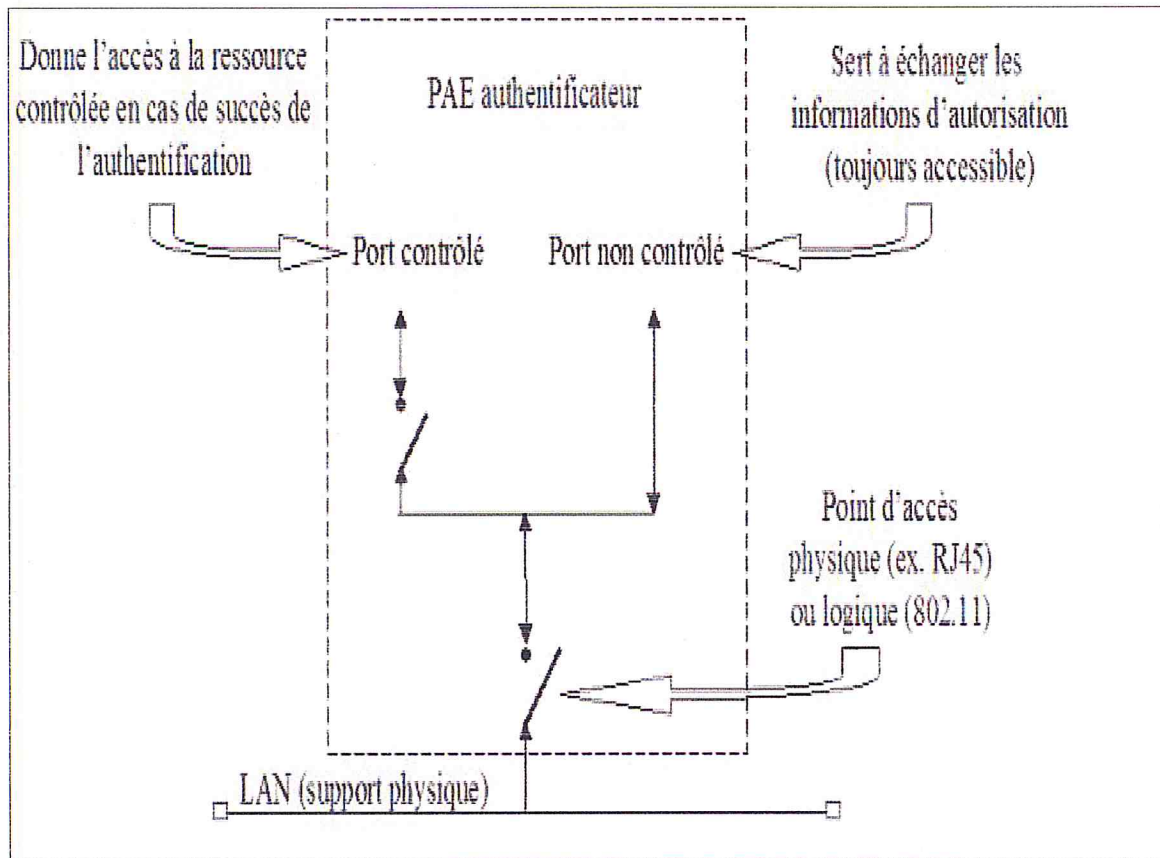 Donne l'accès à la ressource
contrôlée en cas de succès de
l'authentification
PAE authentificateur
Sert à échanger les
informations d'autorisation
(toujours accessible)
Port contrôlé
Port non contrôlé
Point d'accès
physique (ex. RJ45)
ou logique (802.11)
LAN (support physique)